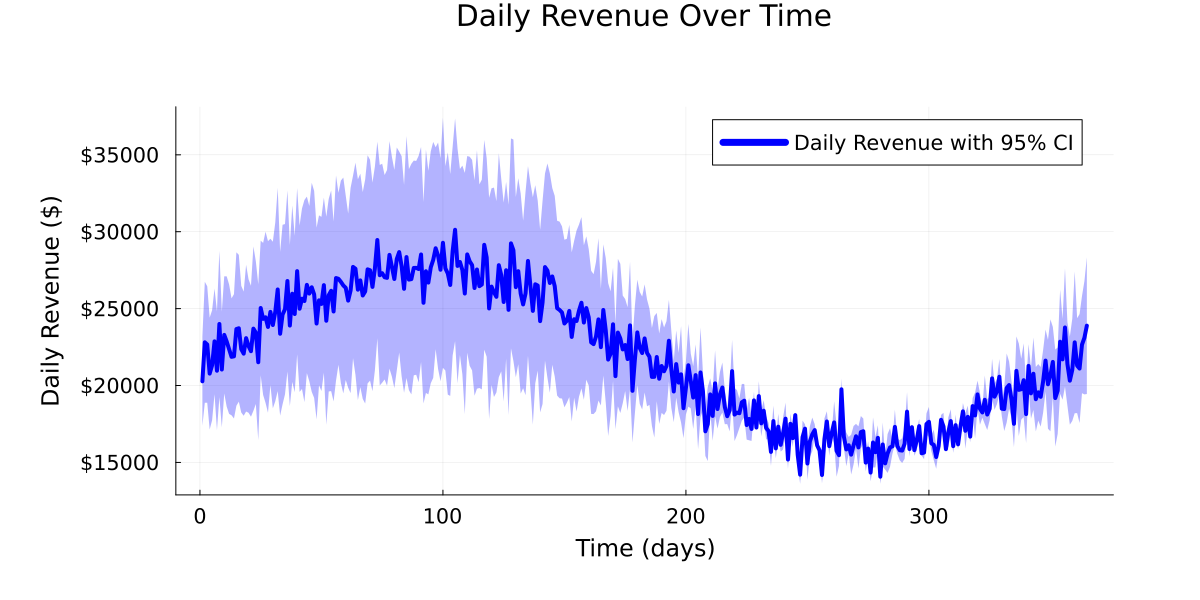 Daily Revenue Over Time
Daily Revenue with 95% CI
Daily Revenue ($)
$35000
$30000
$25000
$20000
$15000
0 100 200 300
Time (days)